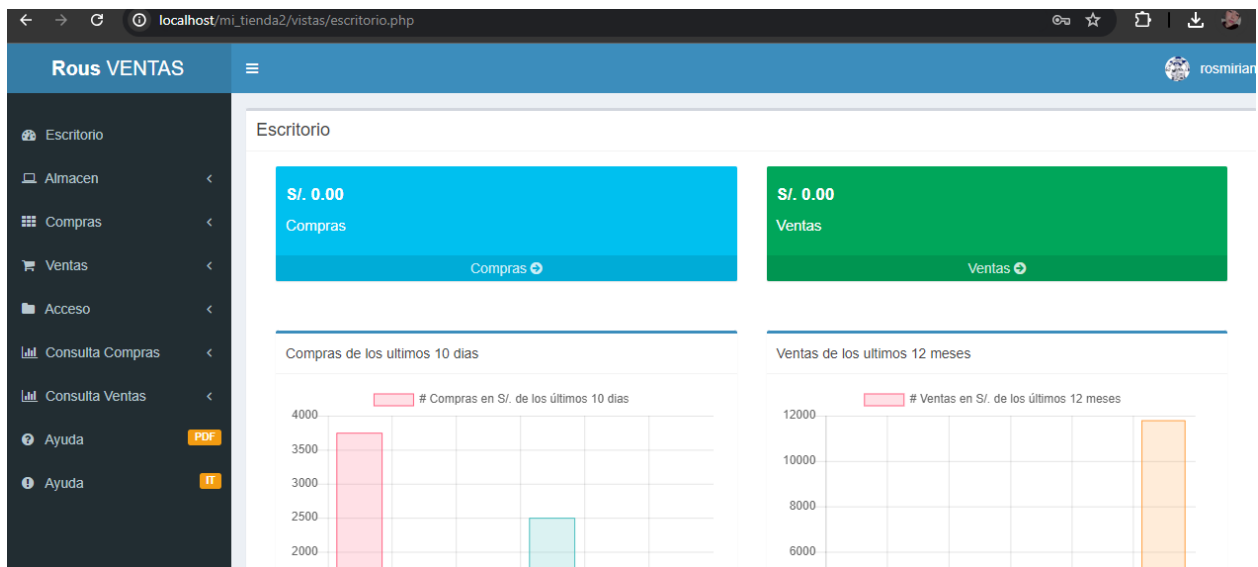 localhost/mi_tienda2/vistas/escritorio.php
Rous VENTAS
rosmirian
Escritorio
Almacen
Compras
Ventas
Acceso
Consulta Compras
Consulta Ventas
Ayuda PDF
Ayuda IT
Escritorio
S/. 0.00
Compras
Compras
S/. 0.00
Ventas
Ventas
Compras de los ultimos 10 dias
# Compras en S/. de los últimos 10 dias
4000
3500
3000
2500
2000
Ventas de los ultimos 12 meses
# Ventas en S/. de los últimos 12 meses
12000
10000
8000
6000